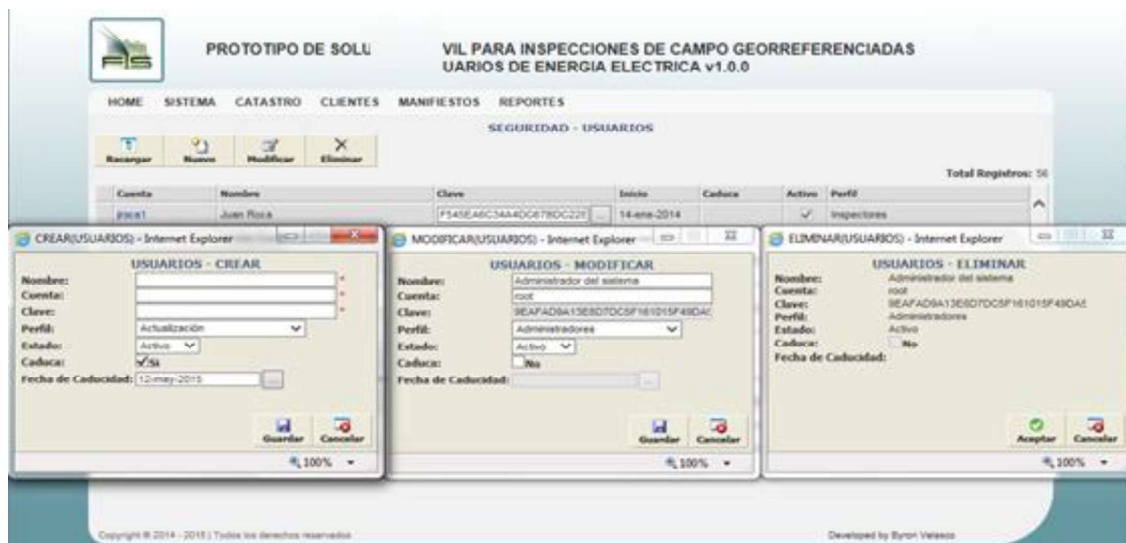 FIS
PROTOTIPO DE SOLU VIL PARA INSPECCIONES DE CAMPO GEORREFERENCIADAS
UARIOS DE ENERGIA ELECTRICA v1.0.0
HOME SISTEMA CATASTRO CLIENTES MANIFIESTOS REPORTES
SEGURIDAD - USUARIOS
Recargar Nuevo Modificar Eliminar
Total Registros: 56
Cuenta Nombre Clave Inicio Caduca Activo Perfil
Juan Roca ... 14-ene-2014 Inspectores
CREAR(USUARIOS) - Internet Explorer
USUARIOS - CREAR
Nombre: *
Cuenta: *
Clave: *
Perfil: Actualización
Estado: Activo
Caduca: Si
Fecha de Caducidad: 12-may-2015 ...
Guardar Cancelar
100%
MODIFICAR(USUARIOS) - Internet Explorer
USUARIOS - MODIFICAR
Nombre: Administrador del sistema
Cuenta: root
Clave:
Perfil: Administradores
Estado: Activo
Caduca: No
Fecha de Caducidad: ...
Guardar Cancelar
100%
ELIMINAR(USUARIOS) - Internet Explorer
USUARIOS - ELIMINAR
Nombre: Administrador del sistema
Cuenta: root
Clave:
Perfil: Administradores
Estado: Activo
Caduca: No
Fecha de Caducidad:
Aceptar Cancelar
100%
Copyright © 2014 - 2015 | Todos los derechos reservados
Developed by Byron Velasco